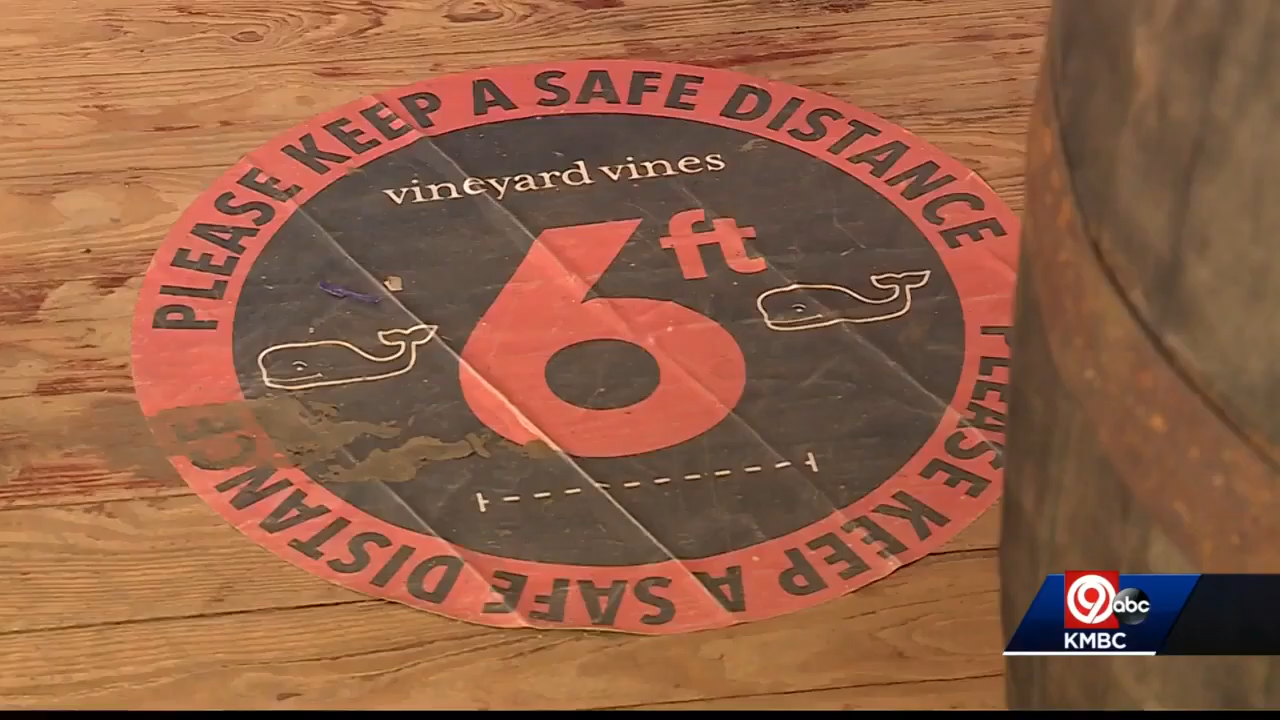 PLEASE KEEP A SAFE DISTANCE
vineyard vines
6ft
PLEASE KEEP A SAFE DISTANCE
9 abc
KMBC